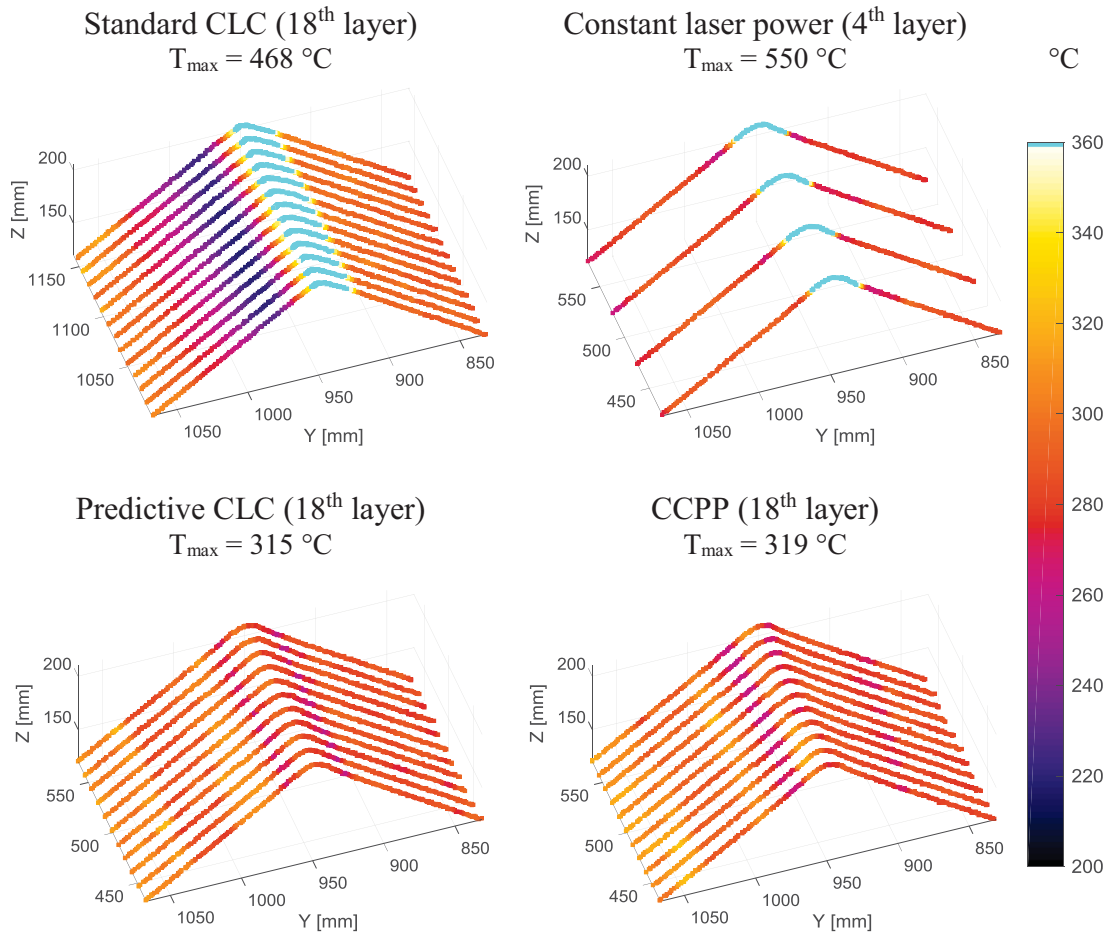 Standard CLC (18th layer)
Tmax = 468 °C
Constant laser power (4th layer)
Tmax = 550 °C
°C
200
150
Z [mm]
1150
1100
1050
1050
1000
950
900
850
Y [mm]
200
150
Z [mm]
550
500
450
1050
1000
950
900
850
Y [mm]
360
340
320
300
280
260
240
220
200
Predictive CLC (18th layer)
Tmax = 315 °C
CCPP (18th layer)
Tmax = 319 °C
200
150
Z [mm]
550
500
450
1050
1000
950
900
850
Y [mm]
200
150
Z [mm]
550
500
450
1050
1000
950
900
850
Y [mm]